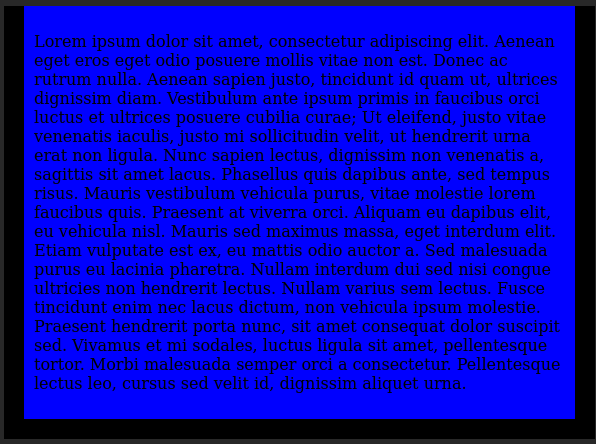 Lorem ipsum dolor sit amet, consectetur adipiscing elit. Aenean
eget eros eget odio posuere mollis vitae non est. Donec ac
rutrum nulla. Aenean sapien justo, tincidunt id quam ut, ultrices
dignissim diam. Vestibulum ante ipsum primis in faucibus orci
luctus et ultrices posuere cubilia curae; Ut eleifend, justo vitae
venenatis iaculis, justo mi sollicitudin velit, ut hendrerit urna
erat non ligula. Nunc sapien lectus, dignissim non venenatis a,
sagittis sit amet lacus. Phasellus quis dapibus ante, sed tempus
risus. Mauris vestibulum vehicula purus, vitae molestie lorem
faucibus quis. Praesent at viverra orci. Aliquam eu dapibus elit,
eu vehicula nisl. Mauris sed maximus massa, eget interdum elit.
Etiam vulputate est ex, eu mattis odio auctor a. Sed malesuada
purus eu lacinia pharetra. Nullam interdum dui sed nisi congue
ultricies non hendrerit lectus. Nullam varius sem lectus. Fusce
tincidunt enim nec lacus dictum, non vehicula ipsum molestie.
Praesent hendrerit porta nunc, sit amet consequat dolor suscipit
sed. Vivamus et mi sodales, luctus ligula sit amet, pellentesque
tortor. Morbi malesuada semper orci a consectetur. Pellentesque
lectus leo, cursus sed velit id, dignissim aliquet urna.